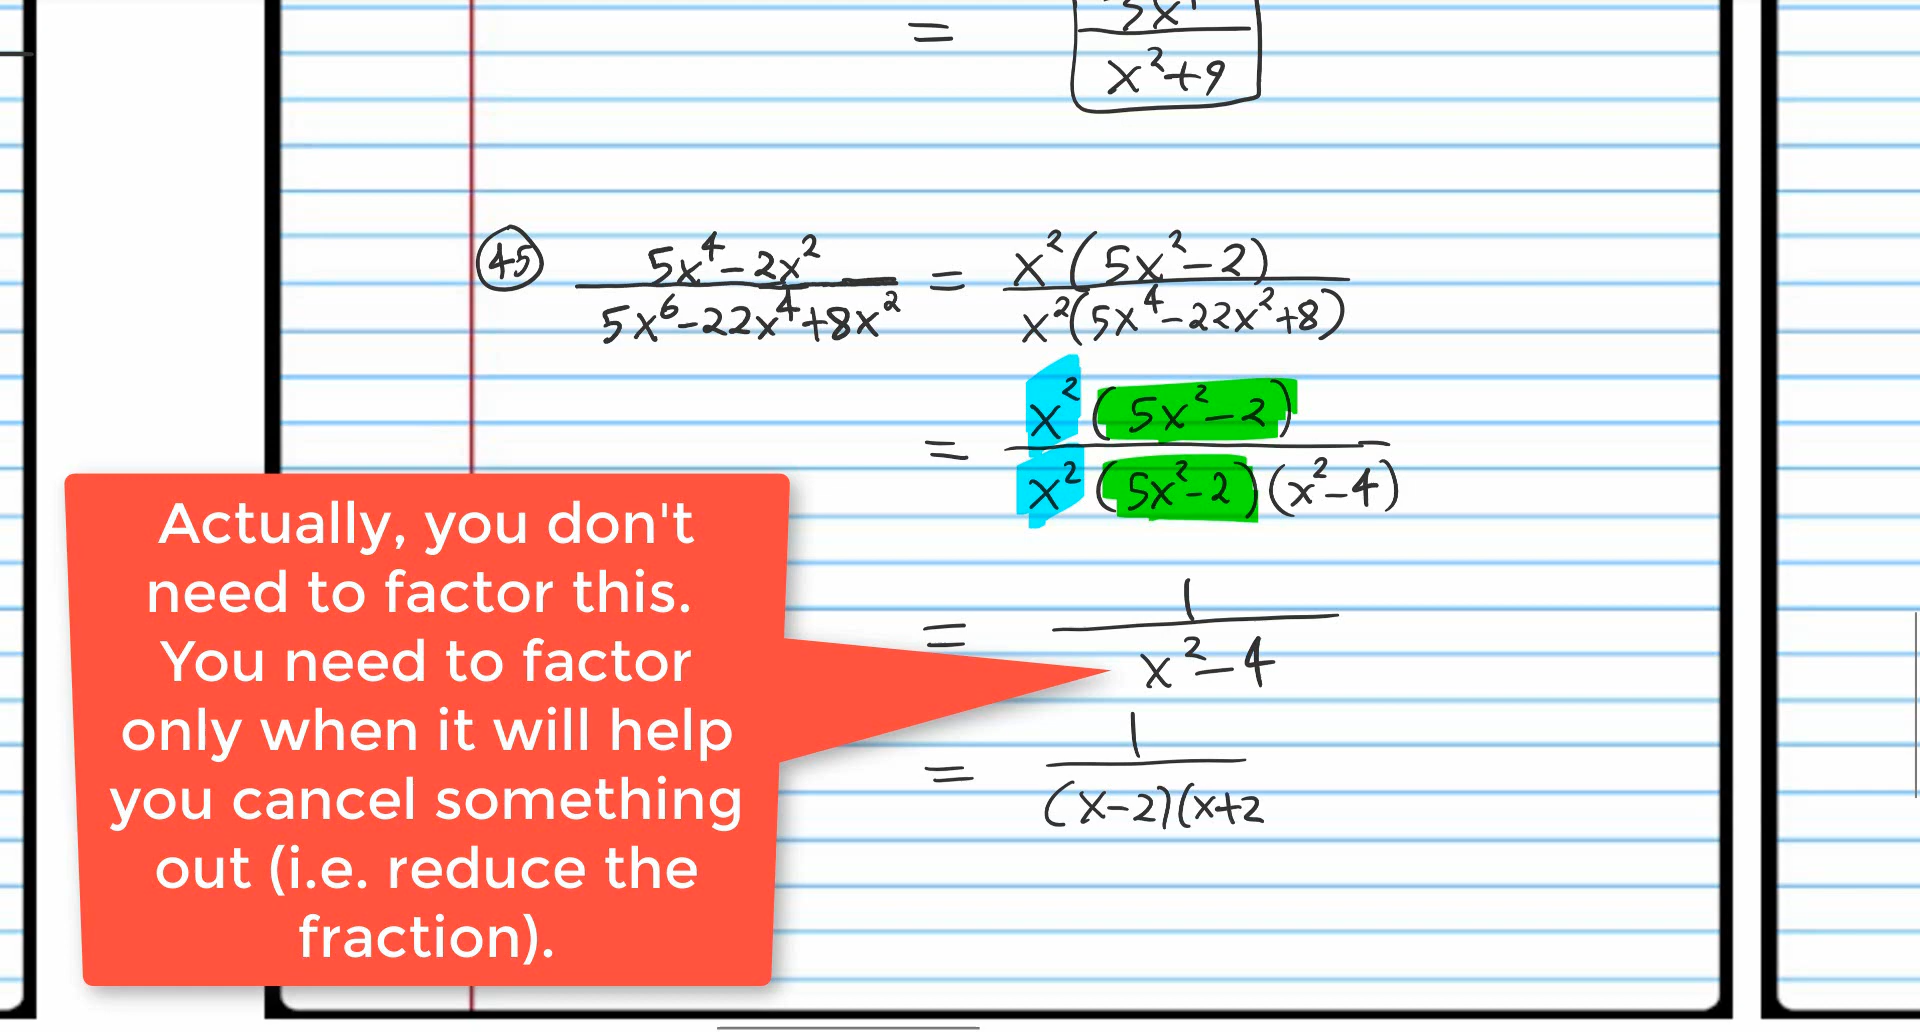 = 
x²+9
45 5x⁴-2x² / 5x⁶-22x⁴+8x² = x²(5x²-2) / x²(5x⁴-22x²+8)
= x²(5x²-2) / x²(5x²-2)(x²-4)
= 1 / x²-4
= 1 / (x-2)(x+2
Actually, you don't
need to factor this.
You need to factor
only when it will help
you cancel something
out (i.e. reduce the
fraction).